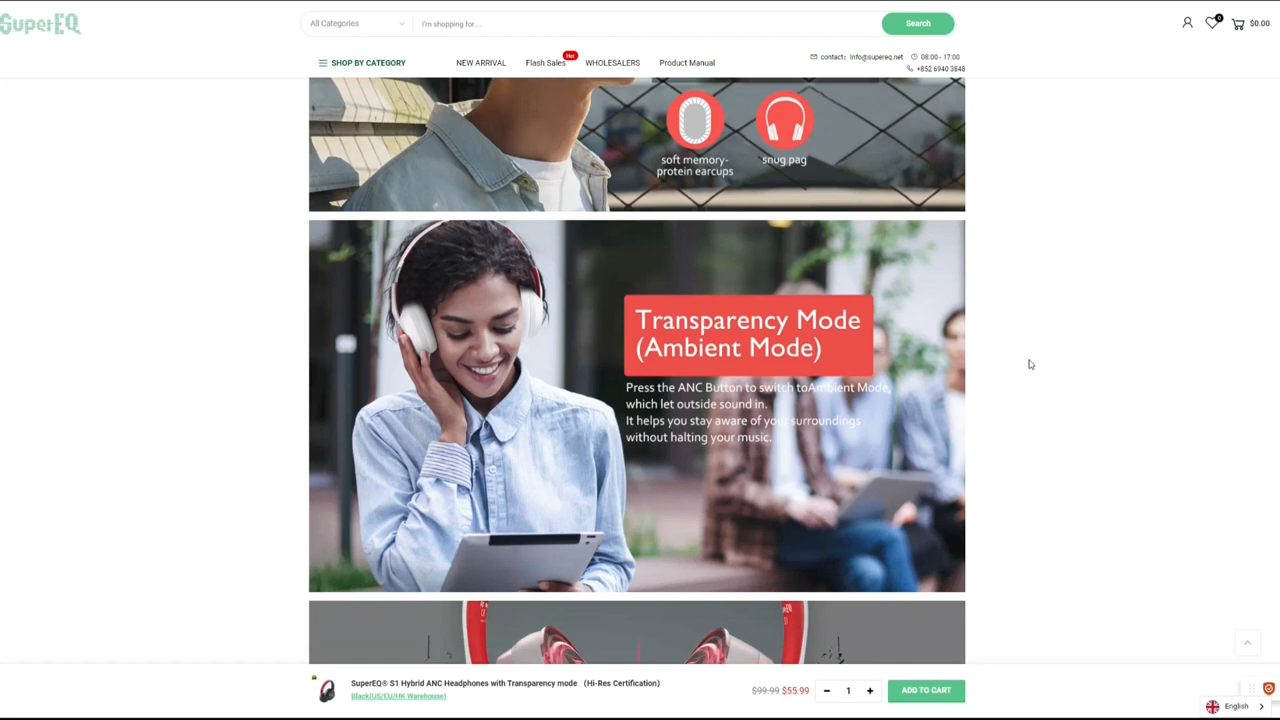 SuperEQ
All Categories
I'm shopping for....
Search
0
$0.00
SHOP BY CATEGORY
NEW ARRIVAL
Flash Sales
Hot
WHOLESALERS
Product Manual
contact: Info@supereq.net
08:00 - 17:00
+852 6940 3848
soft memory-
protein earcups
snug pag
Transparency Mode
(Ambient Mode)
Press the ANC Button to switch toAmbient Mode,
which let outside sound in.
It helps you stay aware of your surroundings
without halting your music.
SuperEQ® S1 Hybrid ANC Headphones with Transparency mode (Hi-Res Certification)
Black(US/EU/HK Warehouse)
$99.99 $55.99
- 1 +
ADD TO CART
English